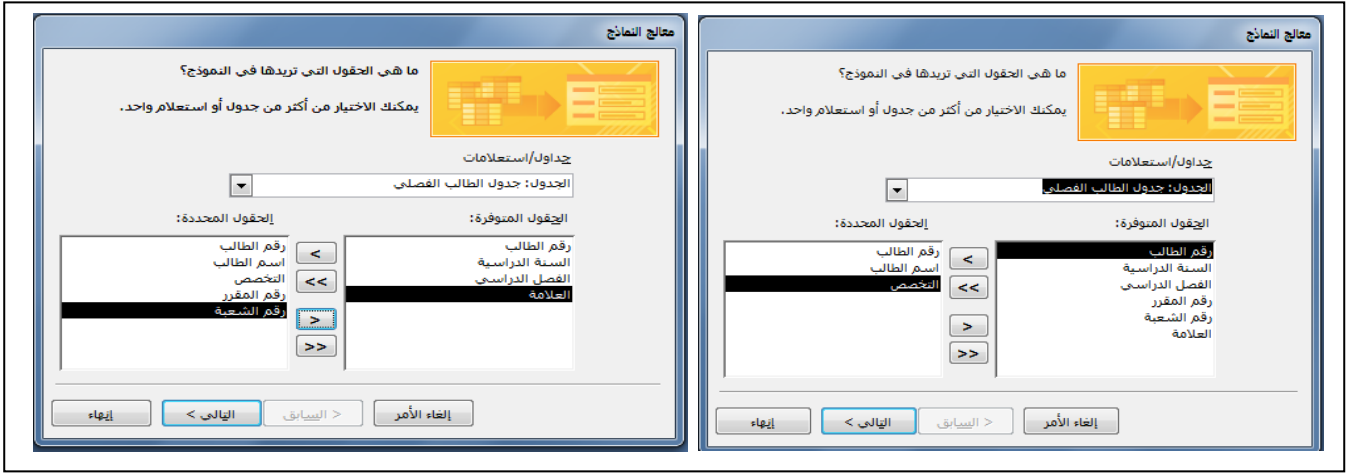 معالج النماذج
ما هي الحقول التي تريدها في النموذج؟
يمكنك الاختيار من أكثر من جدول أو استعلام واحد.
جداول/استعلامات
الجدول: جدول الطالب الفصلي
الحقول المتوفرة:
الحقول المحددة:
رقم الطالب
السنة الدراسية
الفصل الدراسي
رقم المقرر
رقم الشعبة
العلامة
>
>>
<
<<
رقم الطالب
اسم الطالب
التخصص
إلغاء الأمر
< السابق
التالي >
إنهاء
معالج النماذج
ما هي الحقول التي تريدها في النموذج؟
يمكنك الاختيار من أكثر من جدول أو استعلام واحد.
جداول/استعلامات
الجدول: جدول الطالب الفصلي
الحقول المتوفرة:
الحقول المحددة:
رقم الطالب
السنة الدراسية
الفصل الدراسي
العلامة
>
>>
<
<<
رقم الطالب
اسم الطالب
التخصص
رقم المقرر
رقم الشعبة
إلغاء الأمر
< السابق
التالي >
إنهاء